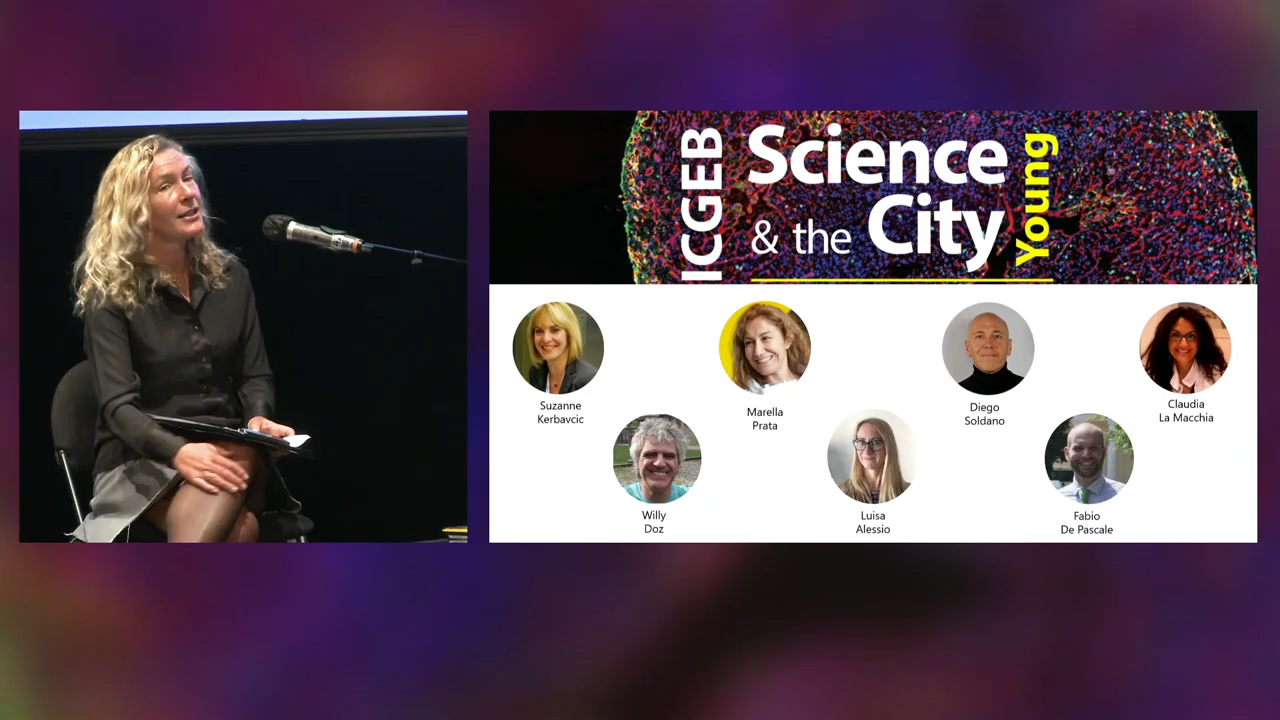 ICGEB
Science
& the City
Young
Suzanne
Kerbavcic
Marella
Prata
Diego
Soldano
Claudia
La Macchia
Willy
Doz
Luisa
Alessio
Fabio
De Pascale